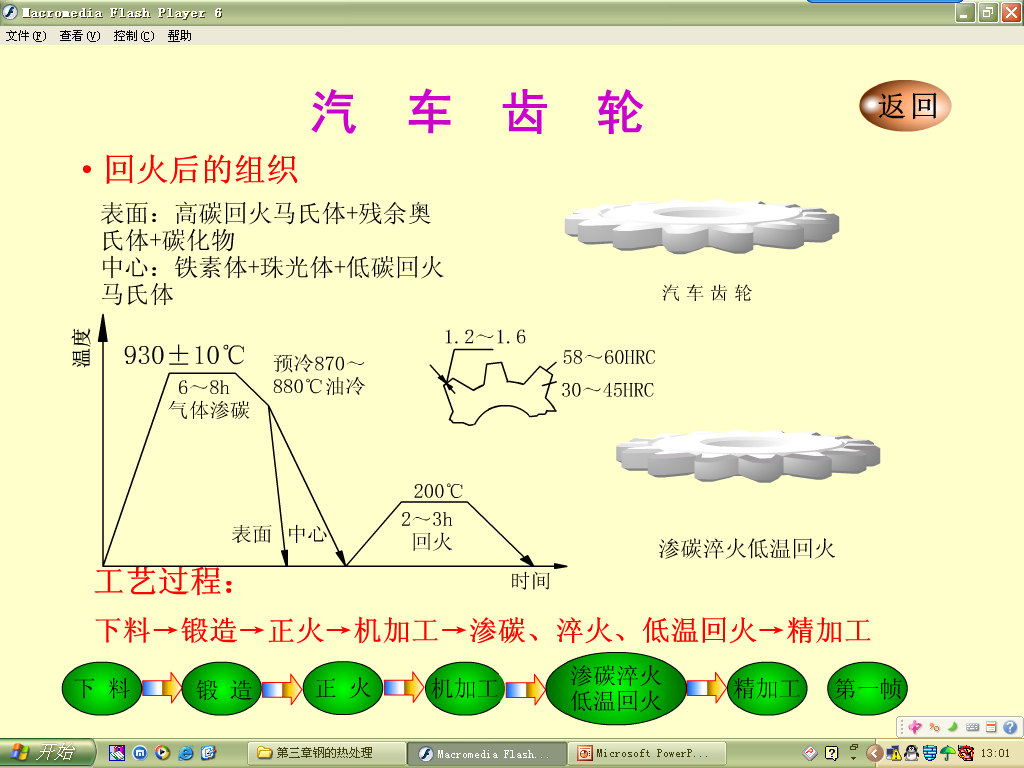 Macromedia Flash Player 6
文件(F) 查看(V) 控制(C) 帮助
汽 车 齿 轮
返回
• 回火后的组织
表面：高碳回火马氏体+残余奥
氏体+碳化物
中心：铁素体+珠光体+低碳回火
马氏体
汽 车 齿 轮
温度
930±10℃
6～8h
气体渗碳
预冷870～
880℃油冷
1.2～1.6
58～60HRC
30～45HRC
表面 中心
200℃
2～3h
回火
时间
渗碳淬火低温回火
工艺过程：
下料→锻造→正火→机加工→渗碳、淬火、低温回火→精加工
下 料
锻 造
正 火
机加工
渗碳淬火
低温回火
精加工
第一帧
开始
第三章钢的热处理
Macromedia Flash...
Microsoft PowerP...
13:01